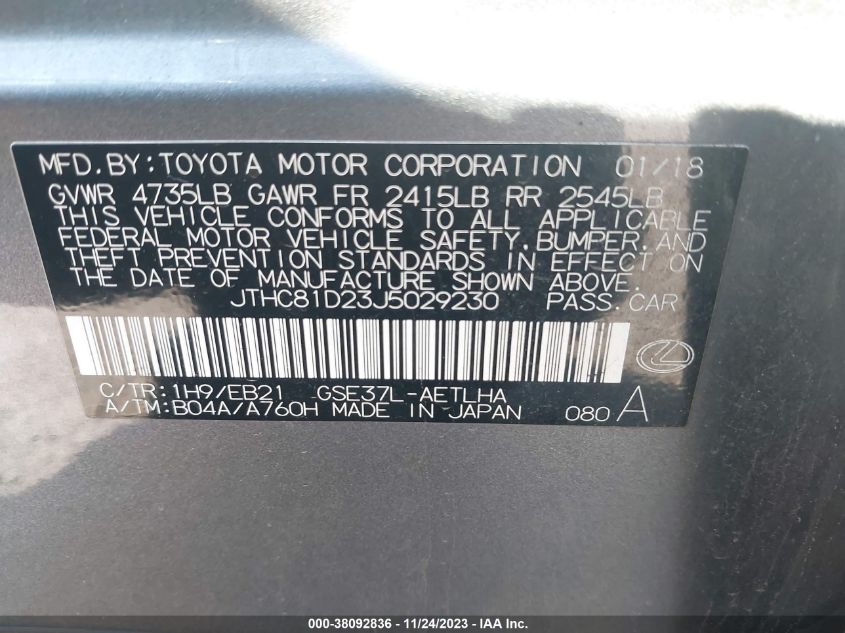 MFD.BY:TOYOTA MOTOR CORPORATION 01/18
GVWR 4735LB GAWR FR 2415LB RR 2545LB
THIS VEHICLE CONFORMS TO ALL APPLICABLE
FEDERAL MOTOR VEHICLE SAFETY,BUMPER,AND
THEFT PREVENTION STANDARDS IN EFFECT ON
THE DATE OF MANUFACTURE SHOWN ABOVE.
JTHC81D23J5029230 PASS.CAR
C/TR:1H9/EB21 GSE37L-AETLHA
A/TM:B04A/A760H MADE IN JAPAN 080 A
000-38092836 - 11/24/2023 - IAA Inc.